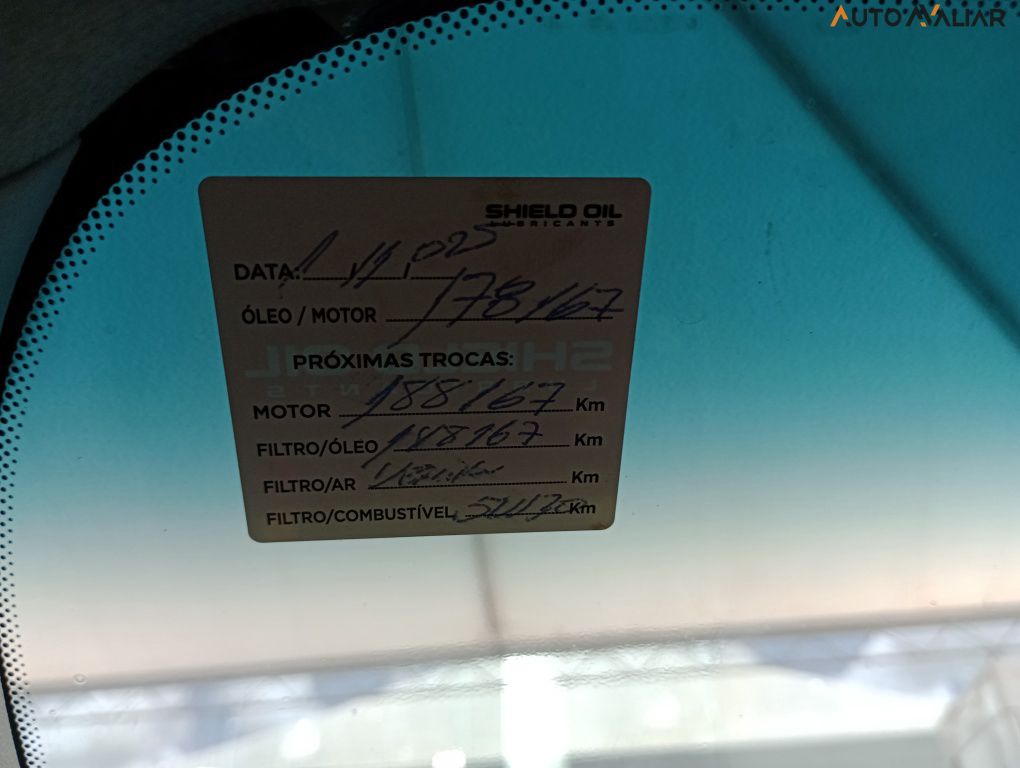 AUTOAVALIAR
SHIELD OIL
LUBRICANTS
DATA: 1 / 11 / 025
ÓLEO / MOTOR 178167
PRÓXIMAS TROCAS:
MOTOR 188167 Km
FILTRO/ÓLEO 188167 Km
FILTRO/AR Km
FILTRO/COMBUSTÍVEL Km